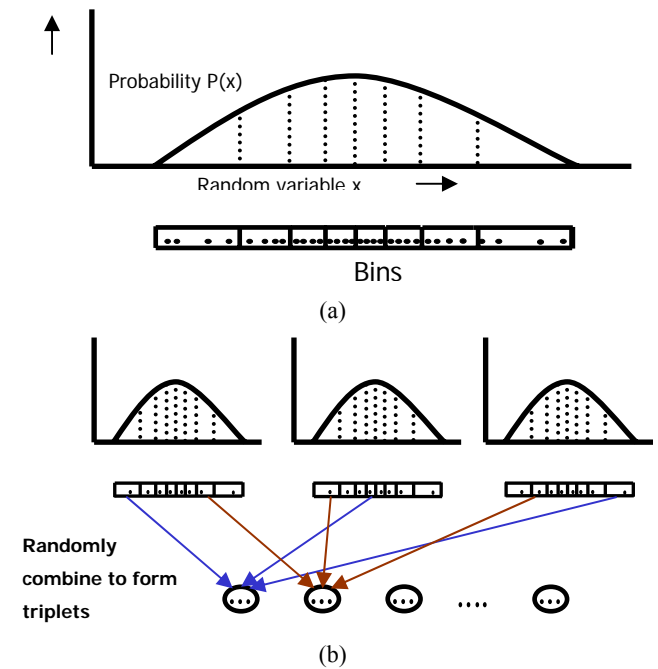 Probability P(x)
Random variable x
Bins
(a)
Randomly
combine to form
triplets
(b)